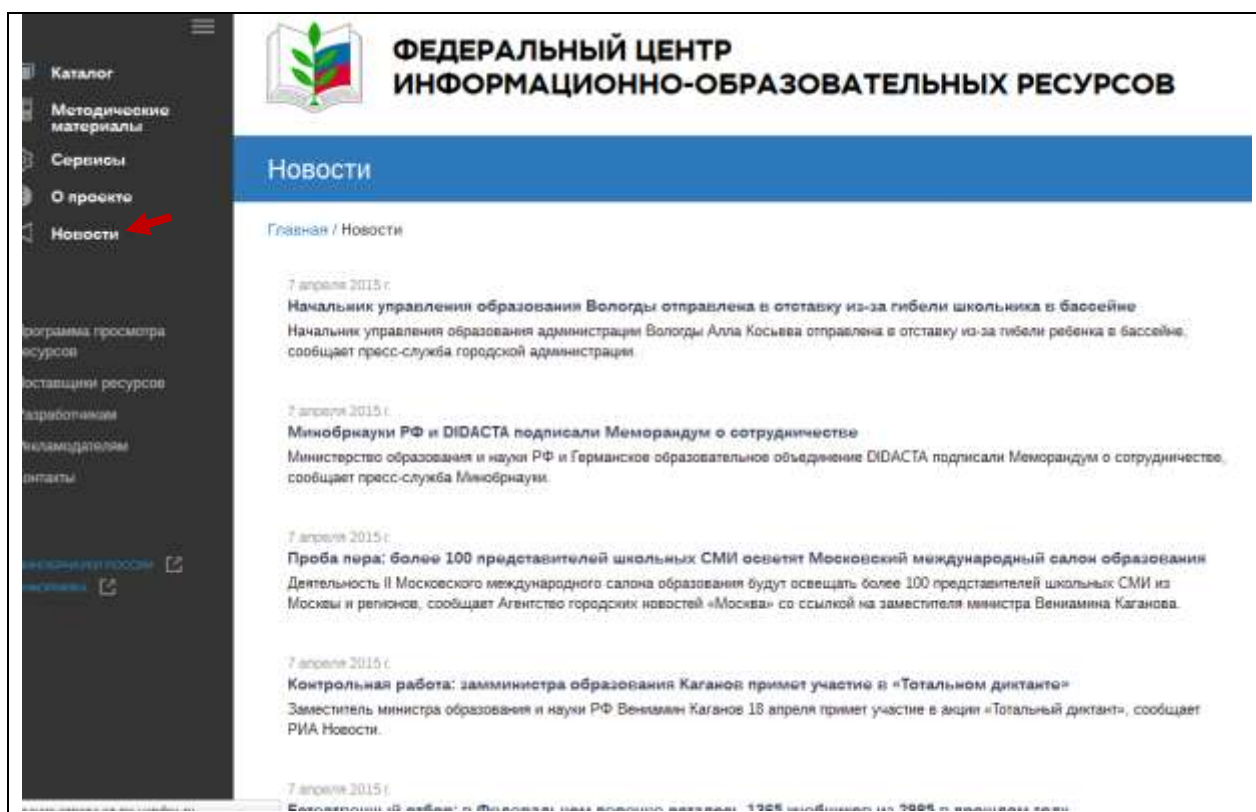 Каталог
Методические
материалы
Сервисы
О проекте
Новости
Программа просмотра
ресурсов
Поставщики ресурсов
Разработчикам
Рекламодателям
Контакты
ФЕДЕРАЛЬНЫЙ ЦЕНТР
ИНФОРМАЦИОННО-ОБРАЗОВАТЕЛЬНЫХ РЕСУРСОВ
Новости
Главная / Новости
7 апреля 2015 г.
Начальник управления образования Вологды отправлена в отставку из-за гибели школьника в бассейне
Начальник управления образования администрации Вологды Алла Косьева отправлена в отставку из-за гибели ребенка в бассейне,
сообщает пресс-служба городской администрации.
7 апреля 2015 г.
Минобрнауки РФ и DIDACTA подписали Меморандум о сотрудничестве
Министерство образования и науки РФ и Германское образовательное объединение DIDACTA подписали Меморандум о сотрудничестве,
сообщает пресс-служба Минобрнауки.
7 апреля 2015 г.
Проба пера: более 100 представителей школьных СМИ осветят Московский международный салон образования
Деятельность II Московского международного салона образования будут освещать более 100 представителей школьных СМИ из
Москвы и регионов, сообщает Агентство городских новостей «Москва» со ссылкой на заместителя министра Вениамина Каганова.
7 апреля 2015 г.
Контрольная работа: замминистра образования Каганов примет участие в «Тотальном диктанте»
Заместитель министра образования и науки РФ Вениамин Каганов 18 апреля примет участие в акции «Тотальный диктант», сообщает
РИА Новости.
7 апреля 2015 г.